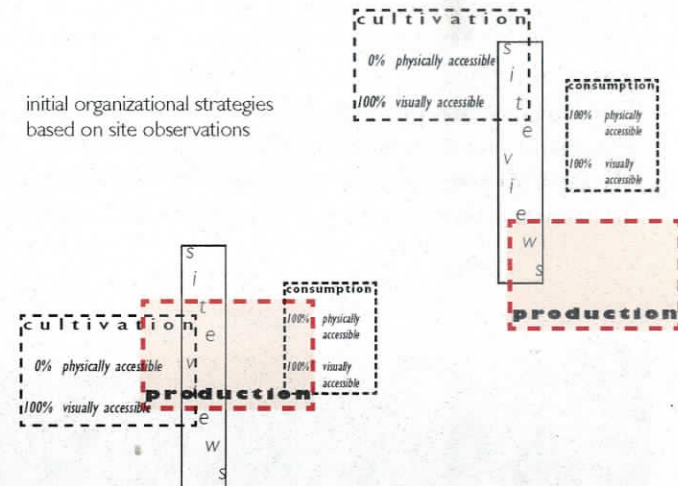 initial organizational strategies
based on site observations
cultivation
0% physically accessible
100% visually accessible
site views
consumption
100% physically
accessible
100% visually
accessible
production
site views
consumption
100% physically
accessible
100% visually
accessible
cultivation
0% physically accessible
100% visually accessible
production